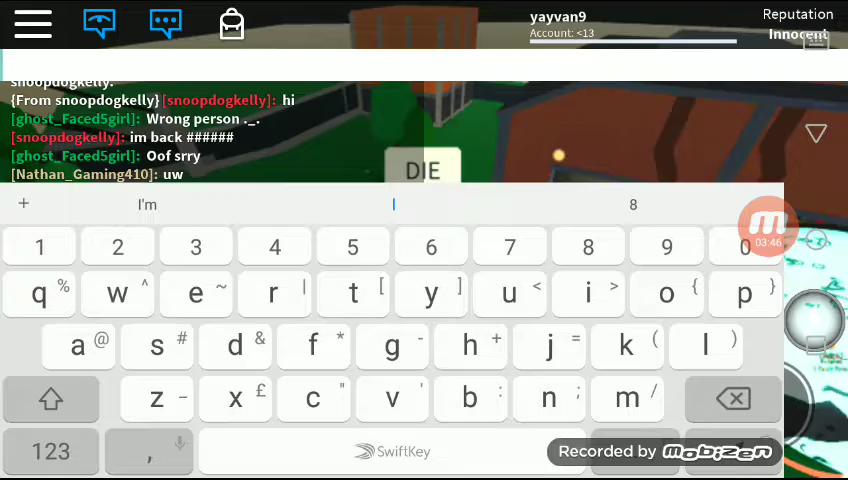 yayvan9
Account: <13
Reputation
Innocent
snoopdogkelly.
{From snoopdogkelly} [snoopdogkelly]: hi
[ghost_Faced5girl]: Wrong person ._.
[snoopdogkelly]: im back ######
[ghost_Faced5girl]: Oof srry
[Nathan_Gaming410]: uw
DIE
+ I'm I 8
03:46
1 2 3 4 5 6 7 8 9 0
q % w ^ e ~ r | t [ y ] u < i > o { p }
a @ s # d & f * g - h + j = k ( l )
z _ x £ c " v ' b : n ; m /
123 , SwiftKey
Recorded by mobizen